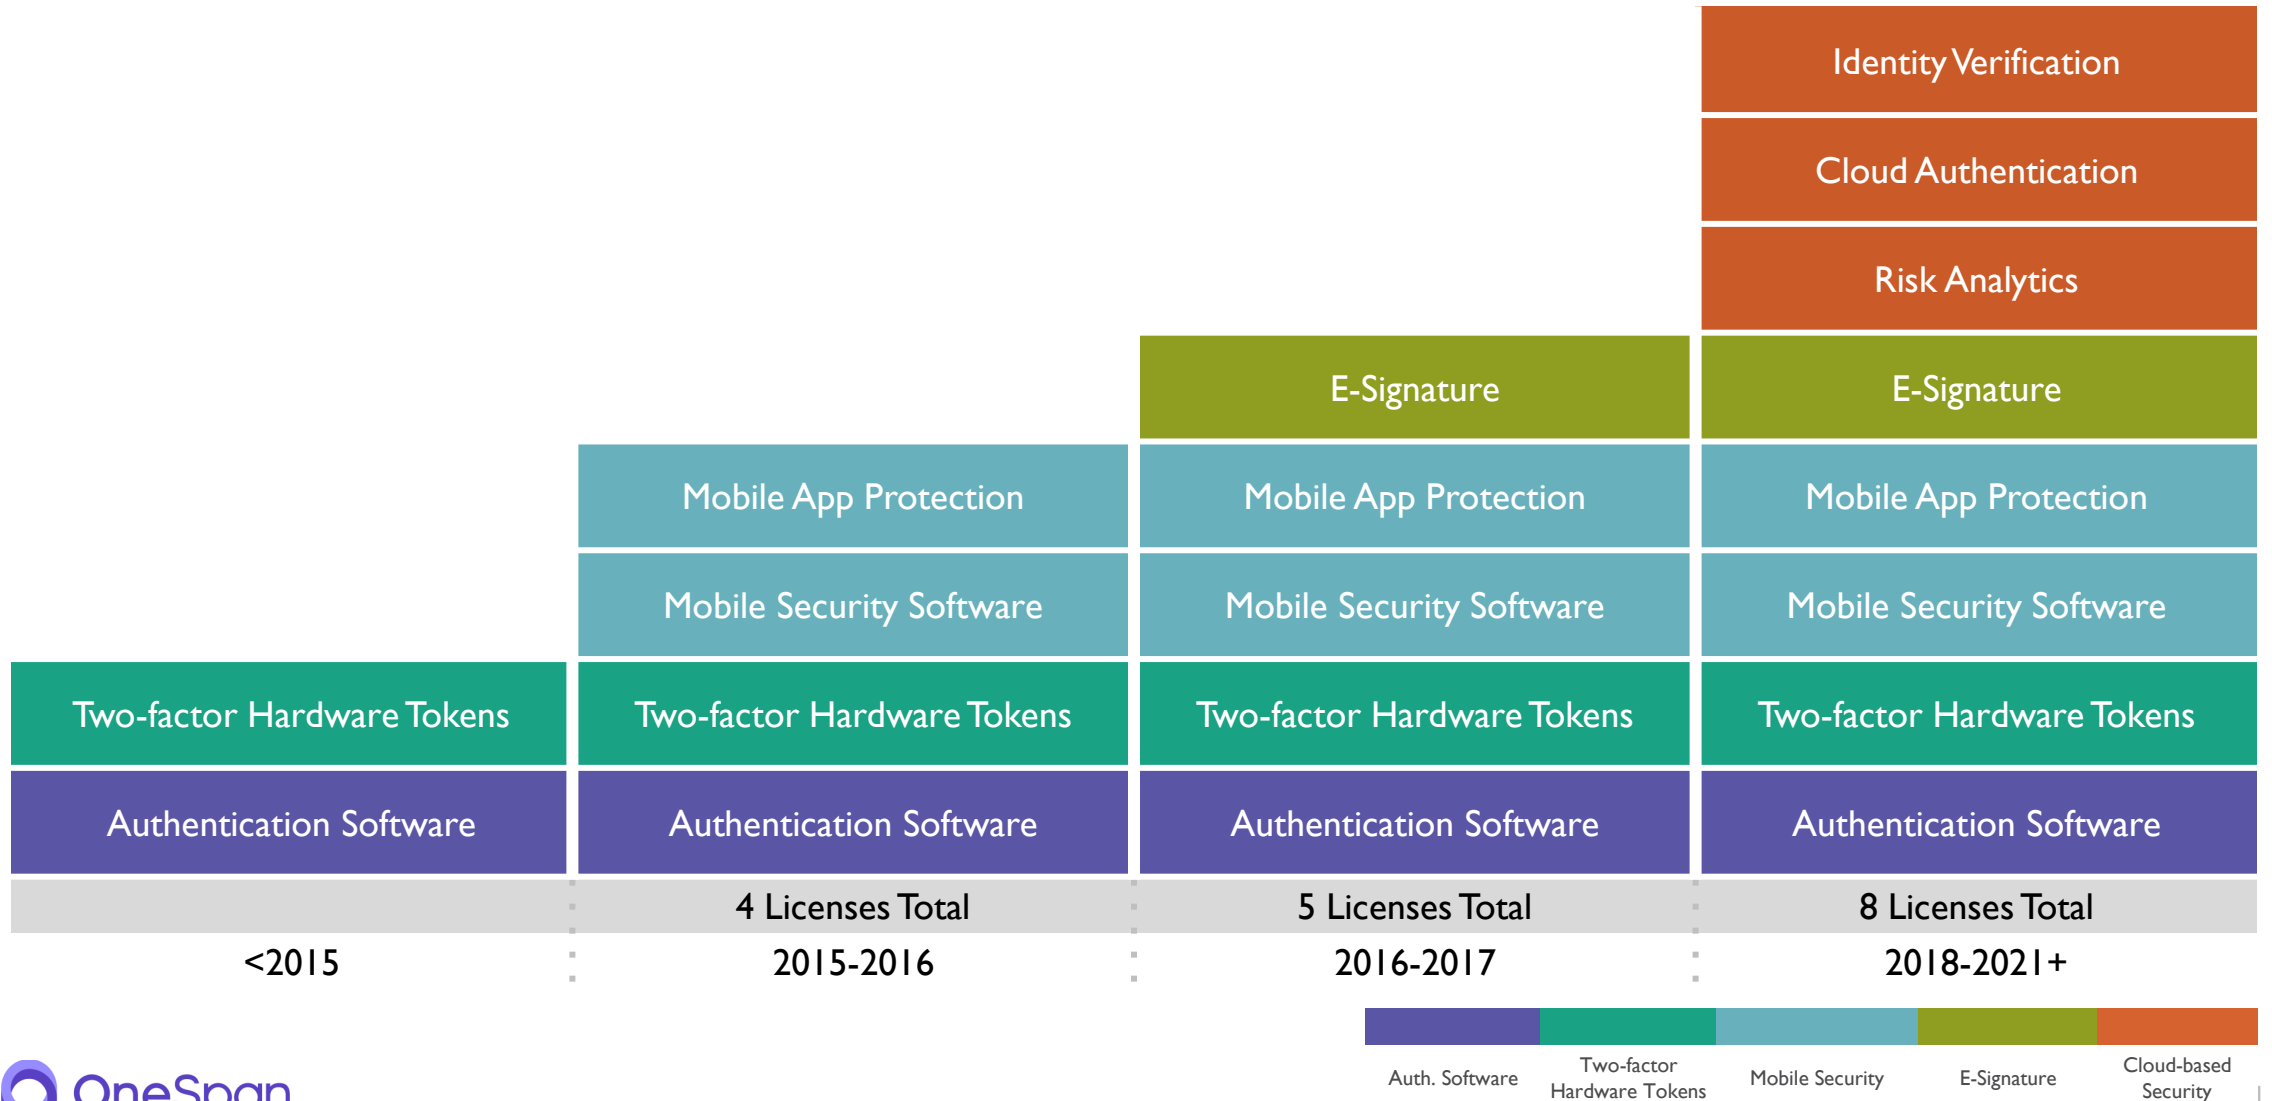 Identity Verification
Cloud Authentication
Risk Analytics
E-Signature
E-Signature
Mobile App Protection
Mobile App Protection
Mobile App Protection
Mobile Security Software
Mobile Security Software
Mobile Security Software
Two-factor Hardware Tokens
Two-factor Hardware Tokens
Two-factor Hardware Tokens
Two-factor Hardware Tokens
Authentication Software
Authentication Software
Authentication Software
Authentication Software
4 Licenses Total
5 Licenses Total
8 Licenses Total
<2015
2015-2016
2016-2017
2018-2021+
Auth. Software
Two-factor
Hardware Tokens
Mobile Security
E-Signature
Cloud-based
Security
OneSpan